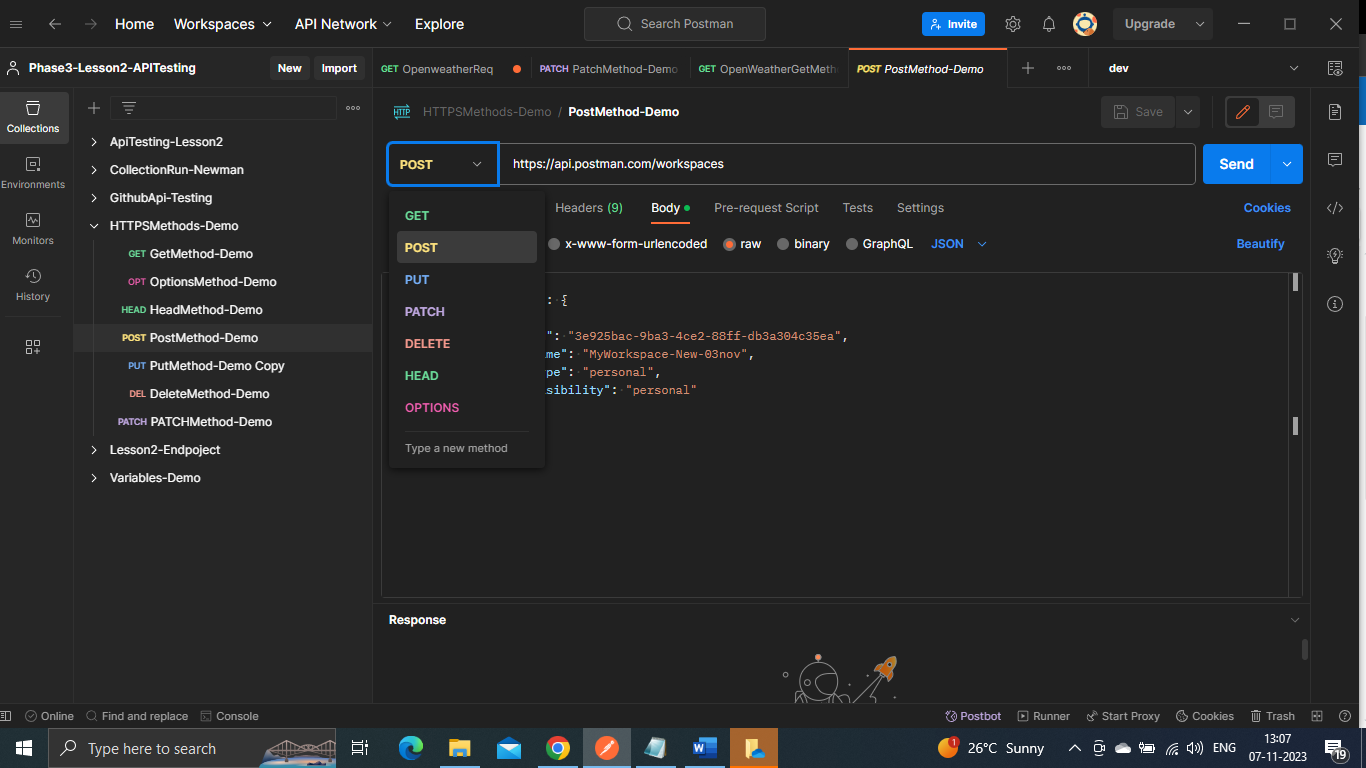 Home Workspaces API Network Explore Search Postman Invite Upgrade
Phase3-Lesson2-APITesting New Import GET OpenweatherReq PATCH PatchMethod-Demo GET OpenWeatherGetMeth POST PostMethod-Demo dev
Collections
Environments
Monitors
History
ApiTesting-Lesson2
CollectionRun-Newman
GithubApi-Testing
HTTPSMethods-Demo
GET GetMethod-Demo
OPT OptionsMethod-Demo
HEAD HeadMethod-Demo
POST PostMethod-Demo
PUT PutMethod-Demo Copy
DEL DeleteMethod-Demo
PATCH PATCHMethod-Demo
Lesson2-Endpoject
Variables-Demo
HTTP HTTPSMethods-Demo / PostMethod-Demo Save
POST https://api.postman.com/workspaces Send
Headers (9) Body Pre-request Script Tests Settings Cookies
x-www-form-urlencoded raw binary GraphQL JSON Beautify
GET
POST
PUT
PATCH
DELETE
HEAD
OPTIONS
Type a new method
: {
": "3e925bac-9ba3-4ce2-88ff-db3a304c35ea",
me": "MyWorkspace-New-03nov",
pe": "personal",
sibility": "personal"
Response
Online Find and replace Console Postbot Runner Start Proxy Cookies Trash
Type here to search 26°C Sunny ENG 13:07
07-11-2023
19
1